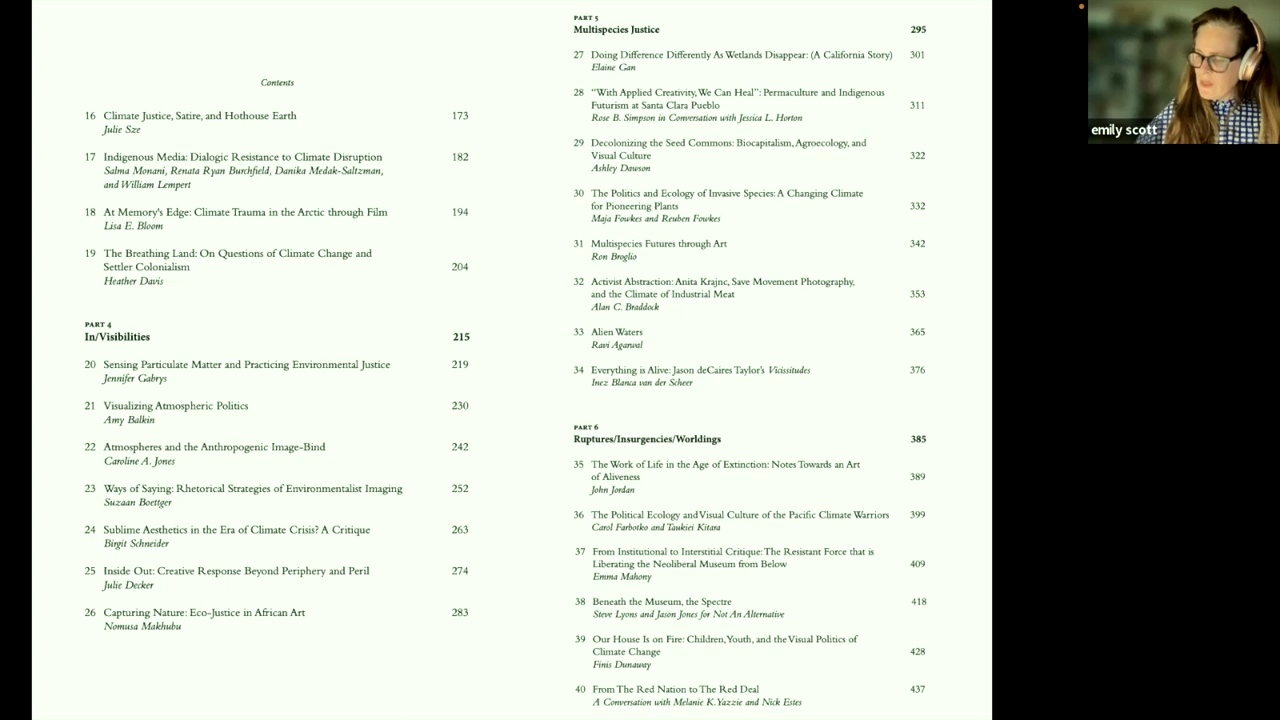 Contents
16 Climate Justice, Satire, and Hothouse Earth 173
Julie Sze
17 Indigenous Media: Dialogic Resistance to Climate Disruption 182
Salma Monani, Renata Ryan Burchfield, Danika Medak-Saltzman,
and William Lempert
18 At Memory's Edge: Climate Trauma in the Arctic through Film 194
Lisa E. Bloom
19 The Breathing Land: On Questions of Climate Change and
Settler Colonialism 204
Heather Davis
PART 4
In/Visibilities 215
20 Sensing Particulate Matter and Practicing Environmental Justice 219
Jennifer Gabrys
21 Visualizing Atmospheric Politics 230
Amy Balkin
22 Atmospheres and the Anthropogenic Image-Bind 242
Caroline A. Jones
23 Ways of Saying: Rhetorical Strategies of Environmentalist Imaging 252
Suzaan Boettger
24 Sublime Aesthetics in the Era of Climate Crisis? A Critique 263
Birgit Schneider
25 Inside Out: Creative Response Beyond Periphery and Peril 274
Julie Decker
26 Capturing Nature: Eco-Justice in African Art 283
Nomusa Makhubu
PART 5
Multispecies Justice 295
27 Doing Difference Differently As Wetlands Disappear: (A California Story) 301
Elaine Gan
28 “With Applied Creativity, We Can Heal”: Permaculture and Indigenous
Futurism at Santa Clara Pueblo 311
Rose B. Simpson in Conversation with Jessica L. Horton
29 Decolonizing the Seed Commons: Biocapitalism, Agroecology, and
Visual Culture 322
Ashley Dawson
30 The Politics and Ecology of Invasive Species: A Changing Climate
for Pioneering Plants 332
Maja Fowkes and Reuben Fowkes
31 Multispecies Futures through Art 342
Ron Broglio
32 Activist Abstraction: Anita Krajnc, Save Movement Photography,
and the Climate of Industrial Meat 353
Alan C. Braddock
33 Alien Waters 365
Ravi Agarwal
34 Everything is Alive: Jason deCaires Taylor's Vicissitudes 376
Inez Blanca van der Scheer
PART 6
Ruptures/Insurgencies/Worldings 385
35 The Work of Life in the Age of Extinction: Notes Towards an Art
of Aliveness 389
John Jordan
36 The Political Ecology and Visual Culture of the Pacific Climate Warriors 399
Carol Farbotko and Taukiei Kitara
37 From Institutional to Interstitial Critique: The Resistant Force that is
Liberating the Neoliberal Museum from Below 409
Emma Mahony
38 Beneath the Museum, the Spectre 418
Steve Lyons and Jason Jones for Not An Alternative
39 Our House Is on Fire: Children, Youth, and the Visual Politics of
Climate Change 428
Finis Dunaway
40 From The Red Nation to The Red Deal 437
A Conversation with Melanie K. Yazzie and Nick Estes
emily scott